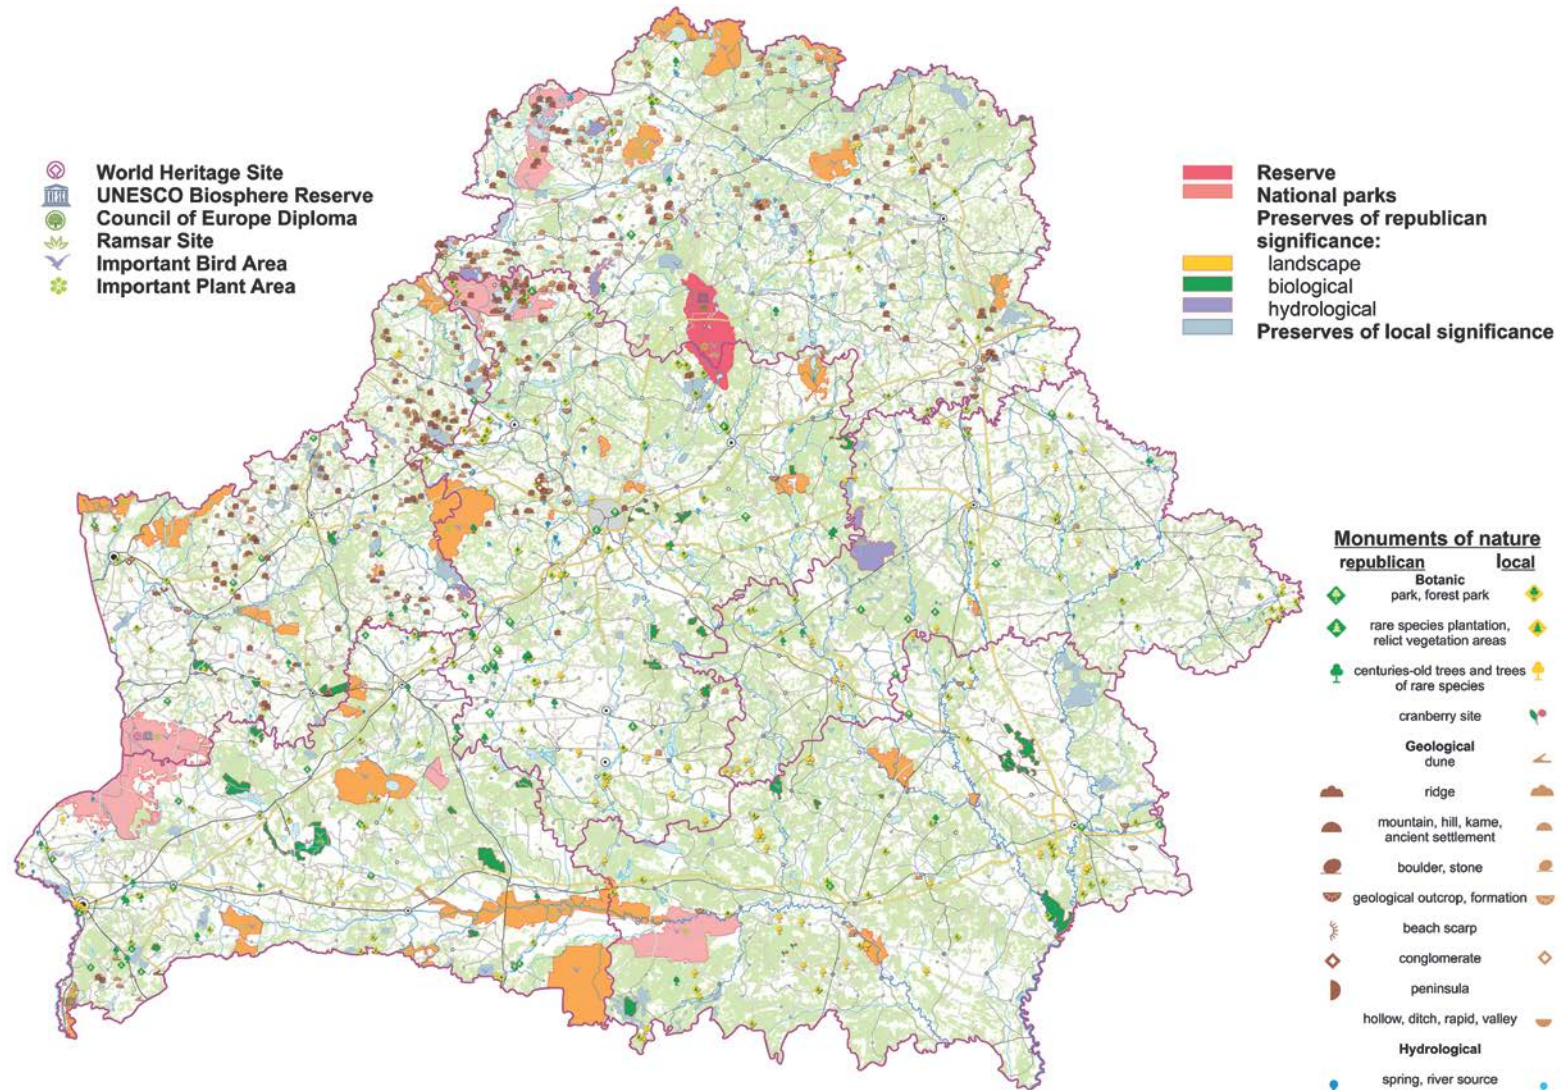 World Heritage Site
UNESCO Biosphere Reserve
Council of Europe Diploma
Ramsar Site
Important Bird Area
Important Plant Area
Reserve
National parks
Preserves of republican
significance:
landscape
biological
hydrological
Preserves of local significance
Monuments of nature
republican local
Botanic
park, forest park
rare species plantation,
relict vegetation areas
centuries-old trees and trees
of rare species
cranberry site
Geological
dune
ridge
mountain, hill, kame,
ancient settlement
boulder, stone
geological outcrop, formation
beach scarp
conglomerate
peninsula
hollow, ditch, rapid, valley
Hydrological
spring, river source